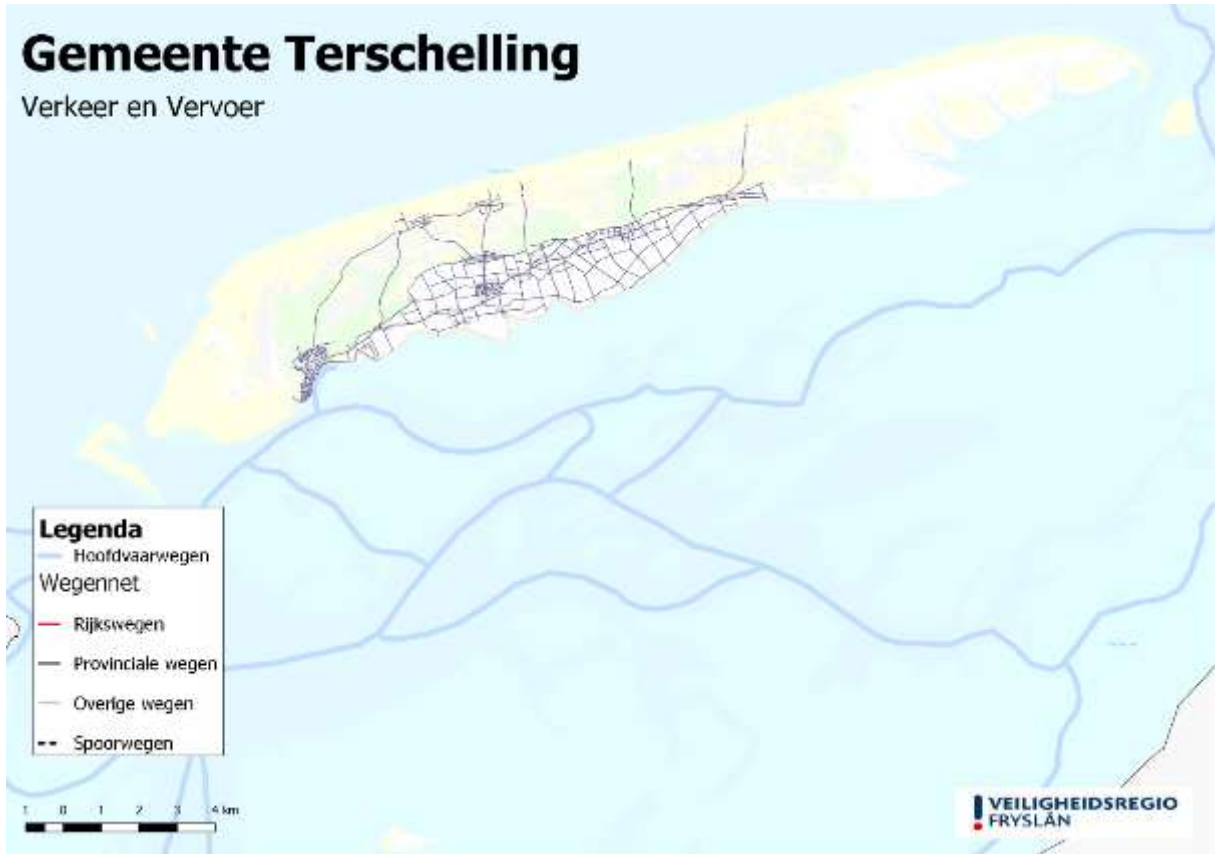 Gemeente Terschelling
Verkeer en Vervoer
Legenda
Hoofdvaarwegen
Wegennet
Rijkswegen
Provinciale wegen
Overige wegen
Spoorwegen
1 0 1 2 3 4 km
VEILIGHEIDSREGIO
FRYSLÂN